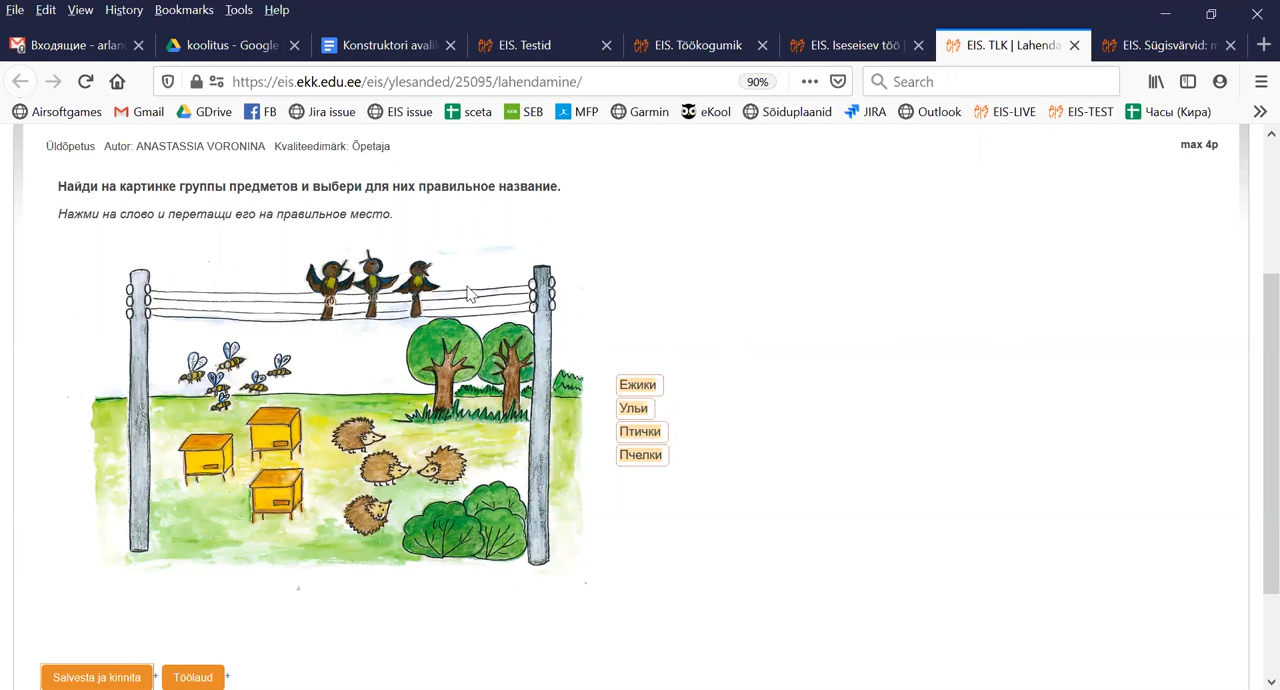 File Edit View History Bookmarks Tools Help
Входящие - arlan koolitus - Google Konstruktori avali EIS. Testid EIS. Töökogumik EIS. Iseseisev töö | EIS. TLK | Lahenda EIS. Sügisvärvid: m
https://eis.ekk.edu.ee/eis/ylesanded/25095/lahendamine/ 90% Search
Airsoftgames Gmail GDrive FB Jira issue EIS issue sceta SEB MFP Garmin eKool Sõiduplaanid JIRA Outlook EIS-LIVE EIS-TEST Часы (Кира)
Üldõpetus Autor: ANASTASSIA VORONINA Kvaliteedimärk: Õpetaja max 4p
Найди на картинке группы предметов и выбери для них правильное название.
Нажми на слово и перетащи его на правильное место.
Ежики
Ульи
Птички
Пчелки
Salvesta ja kinnita + Töölaud +